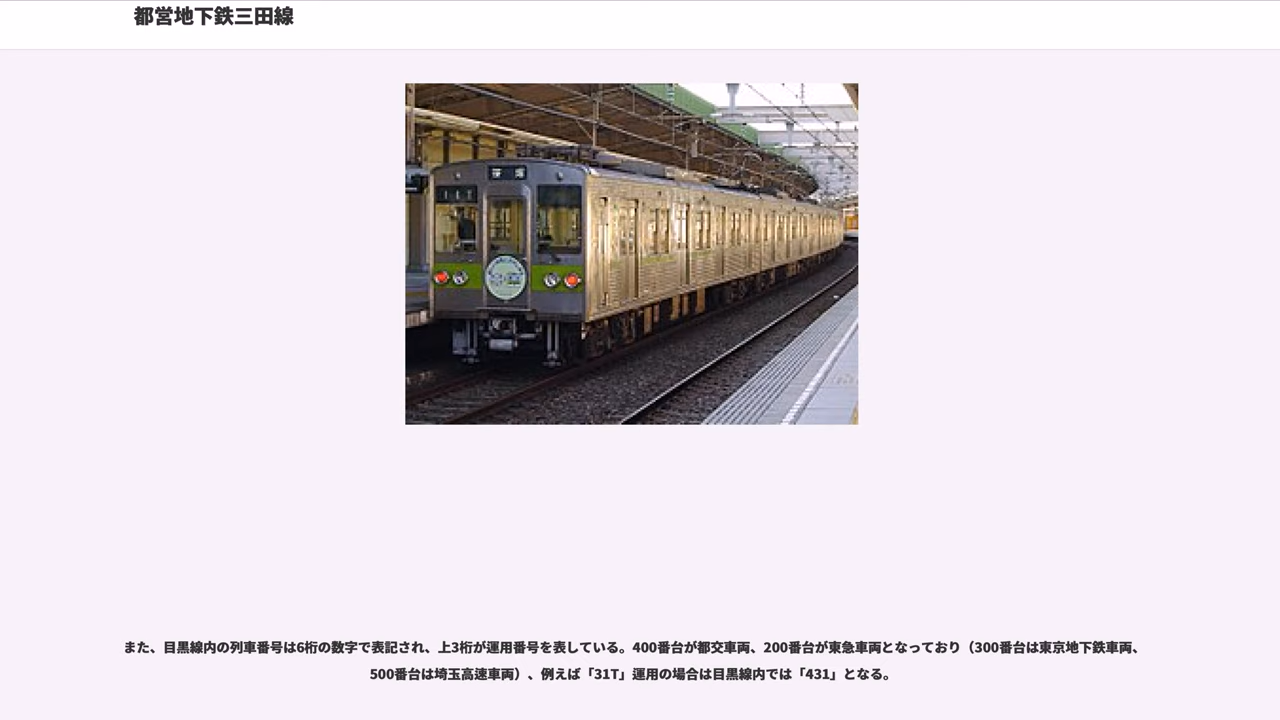 都営地下鉄三田線
また、目黒線内の列車番号は6桁の数字で表記され、上3桁が運用番号を表している。400番台が都交車両、200番台が東急車両となっており（300番台は東京地下鉄車両、
500番台は埼玉高速車両）、例えば「31T」運用の場合は目黒線内では「431」となる。